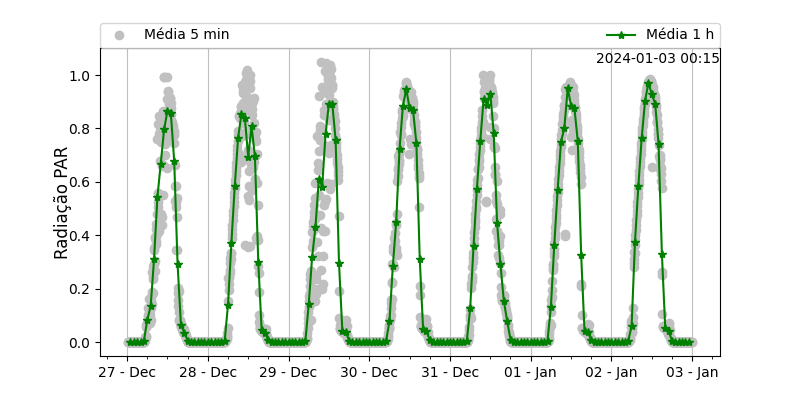 Média 5 min
Média 1 h
2024-01-03 00:15
Radiação PAR
1.0
0.8
0.6
0.4
0.2
0.0
27 - Dec
28 - Dec
29 - Dec
30 - Dec
31 - Dec
01 - Jan
02 - Jan
03 - Jan